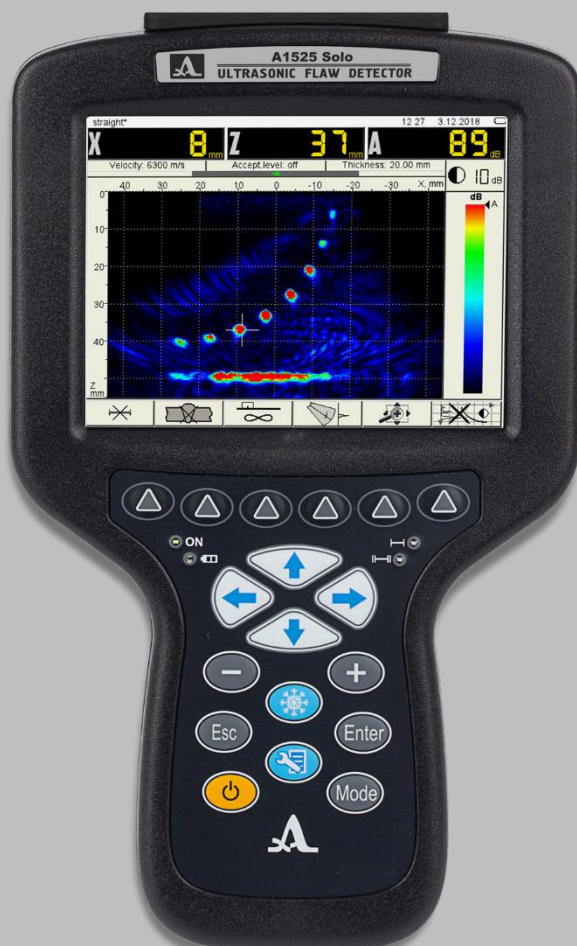 A1525 Solo
ULTRASONIC FLAW DETECTOR
straight* 12 27 3.12.2018
X 8 mm Z 37 mm A 89 dB
Velocity: 6300 m/s Accept.level: off Thickness: 20.00 mm
10 dB
40 30 20 10 0 -10 -20 -30 X, mm
dB
A
0
10
20
30
40
Z
mm
ON
Esc Enter
Mode